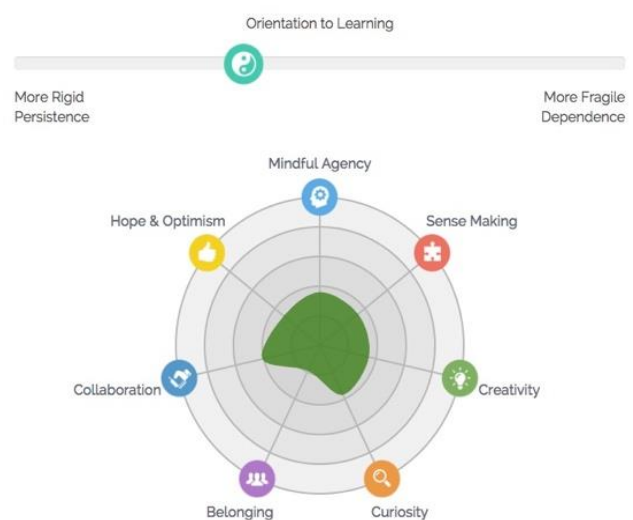 Orientation to Learning
More Rigid
Persistence
More Fragile
Dependence
Mindful Agency
Hope & Optimism
Sense Making
Collaboration
Creativity
Belonging
Curiosity